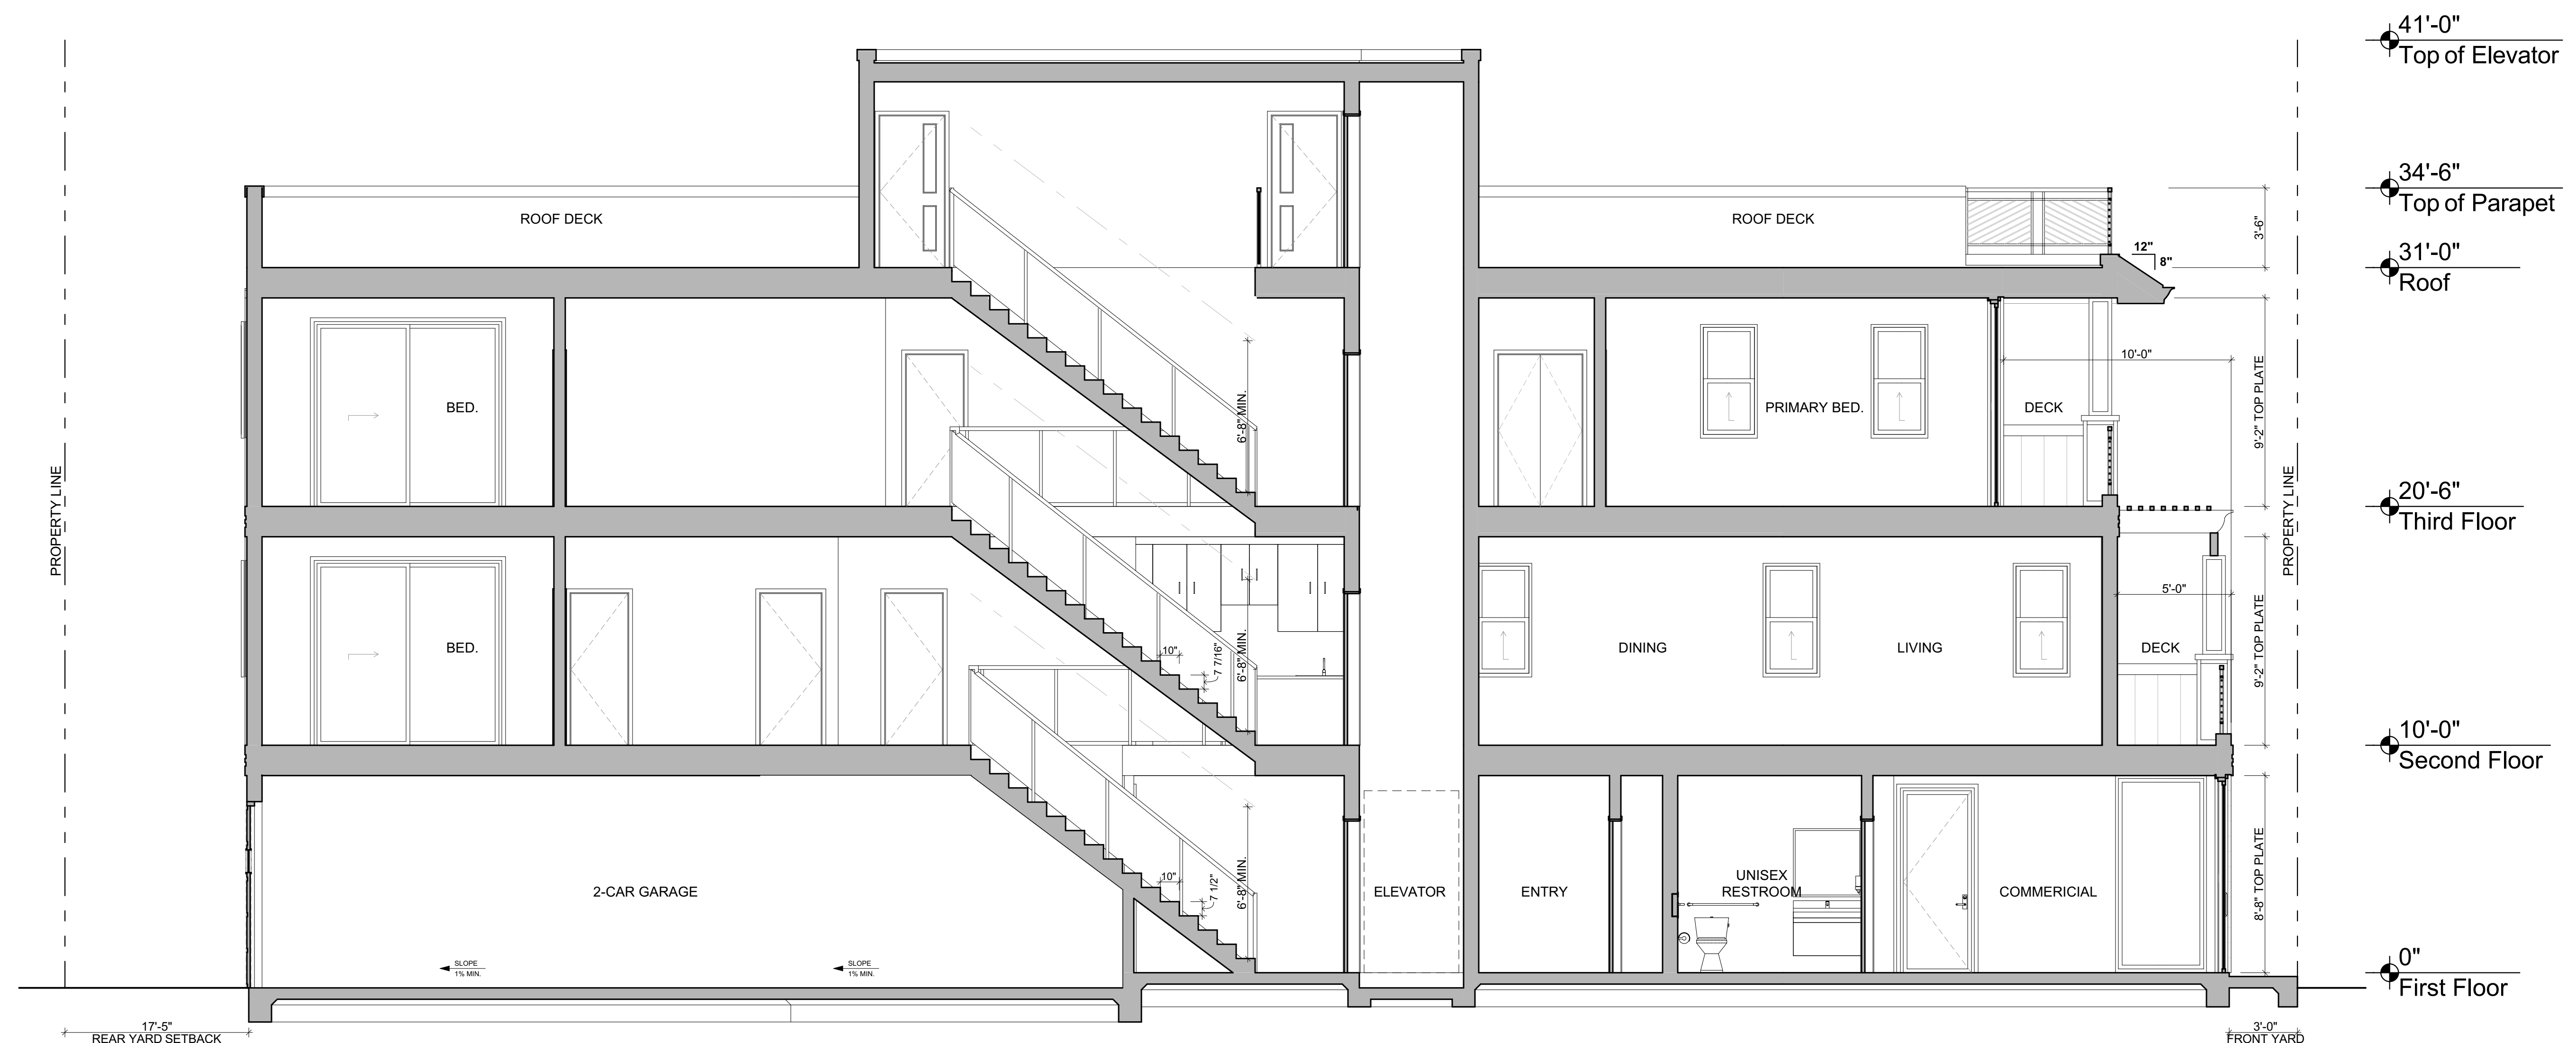 41'-0"
Top of Elevator
34'-6"
Top of Parapet
ROOF DECK
ROOF DECK
3'-6"
12"
8"
31'-0"
Roof
10'-0"
BED.
6'-8" MIN.
PRIMARY BED.
DECK
9'-2" TOP PLATE
PROPERTY LINE
PROPERTY LINE
20'-6"
Third Floor
5'-0"
BED.
10"
7 7/16"
6'-8" MIN.
DINING
LIVING
DECK
9'-2" TOP PLATE
10'-0"
Second Floor
2-CAR GARAGE
10"
7 1/2"
6'-8" MIN.
ELEVATOR
ENTRY
UNISEX
RESTROOM
COMMERICIAL
8'-8" TOP PLATE
SLOPE
1% MIN.
SLOPE
1% MIN.
0"
First Floor
17'-5"
REAR YARD SETBACK
3'-0"
FRONT YARD